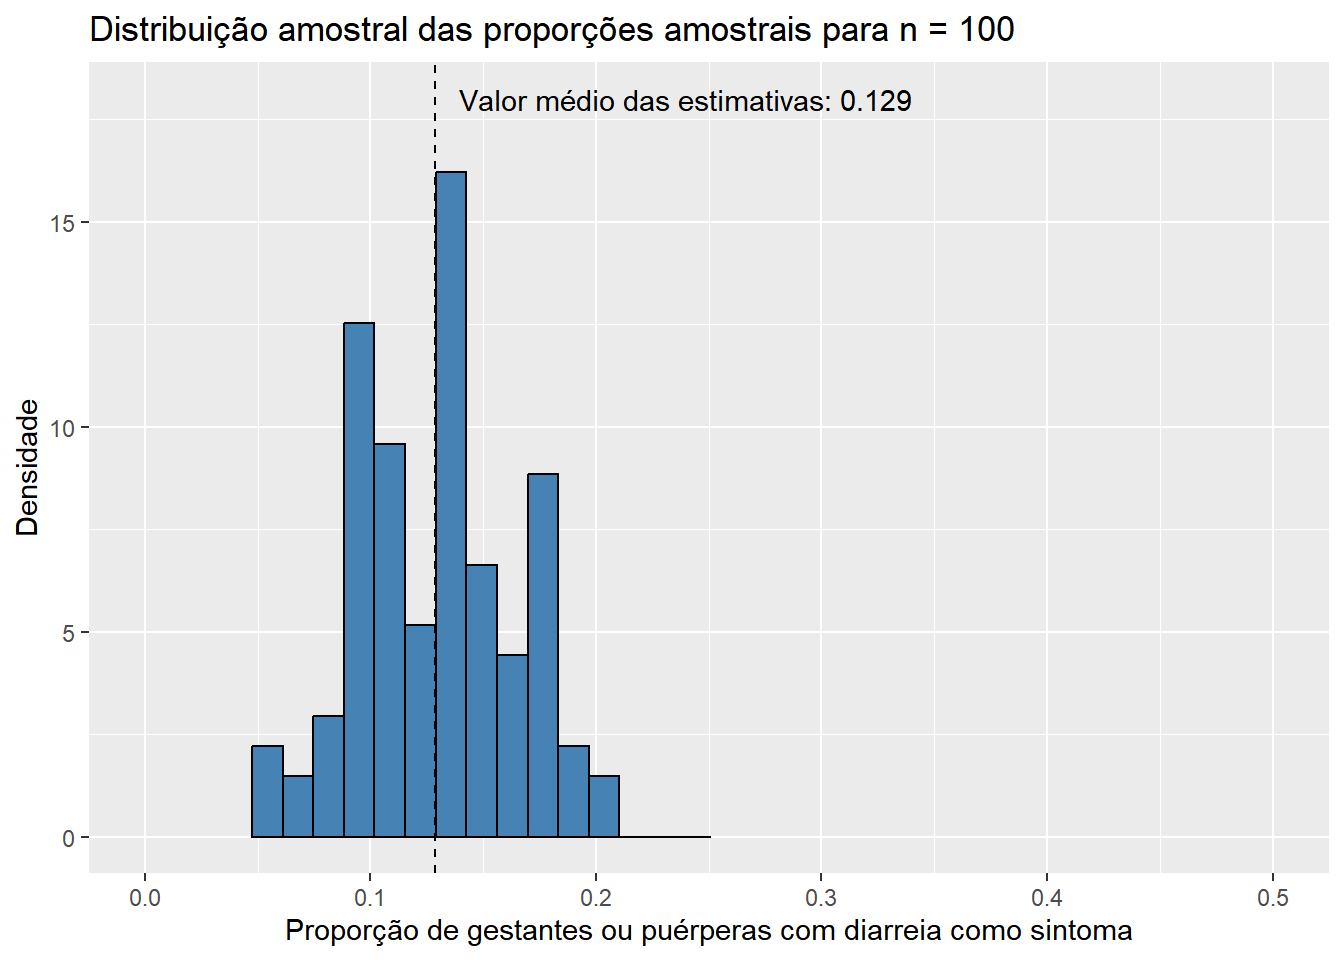 Distribuição amostral das proporções amostrais para n = 100
Valor médio das estimativas: 0.129
Densidade
15
10
5
0
0.0 0.1 0.2 0.3 0.4 0.5
Proporção de gestantes ou puérperas com diarreia como sintoma